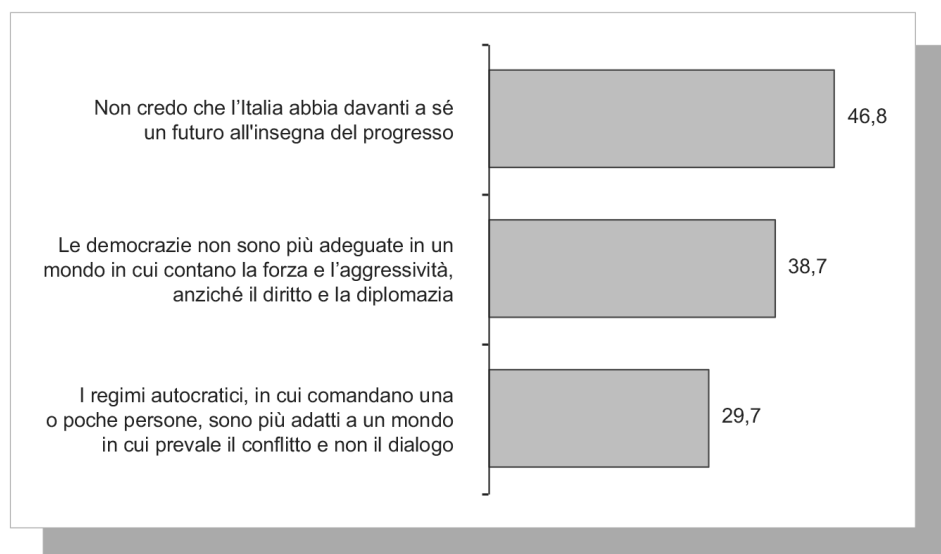 Non credo che l’Italia abbia davanti a sé
un futuro all'insegna del progresso
46,8
Le democrazie non sono più adeguate in un
mondo in cui contano la forza e l’aggressività,
anziché il diritto e la diplomazia
38,7
I regimi autocratici, in cui comandano una
o poche persone, sono più adatti a un mondo
in cui prevale il conflitto e non il dialogo
29,7